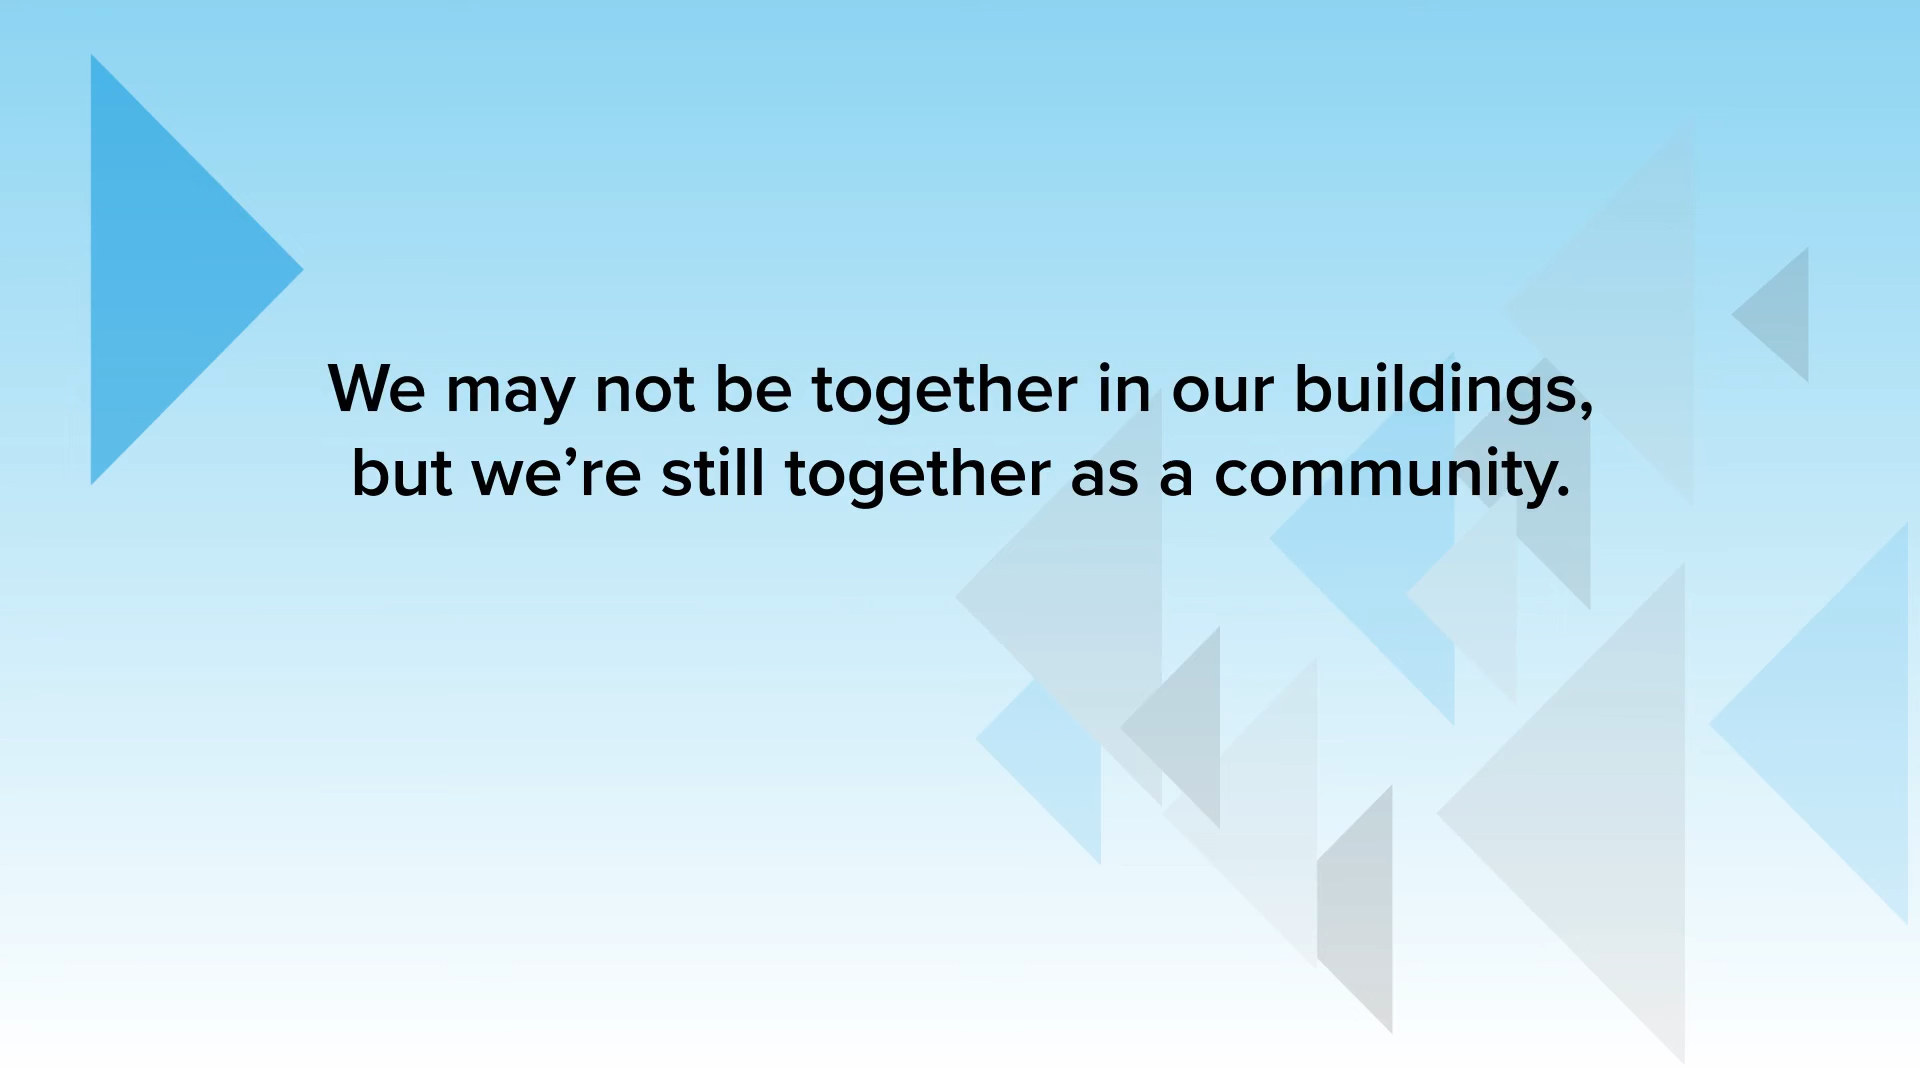 We may not be together in our buildings,
but we’re still together as a community.